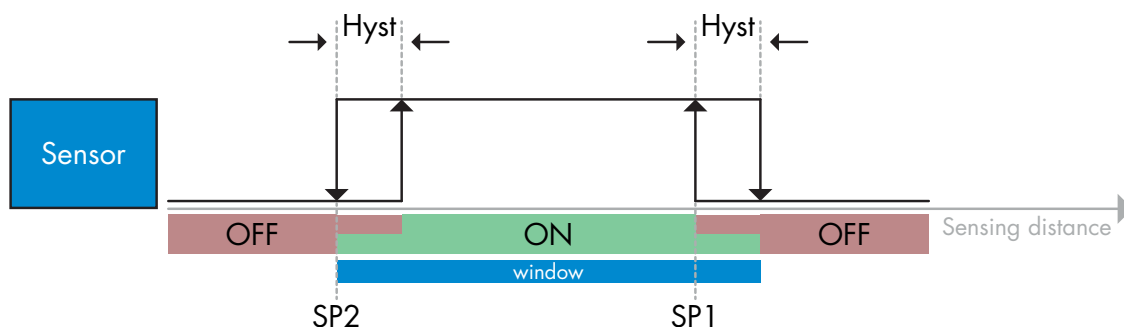 Hyst
Hyst
Sensor
OFF
ON
OFF
Sensing distance
window
SP2
SP1